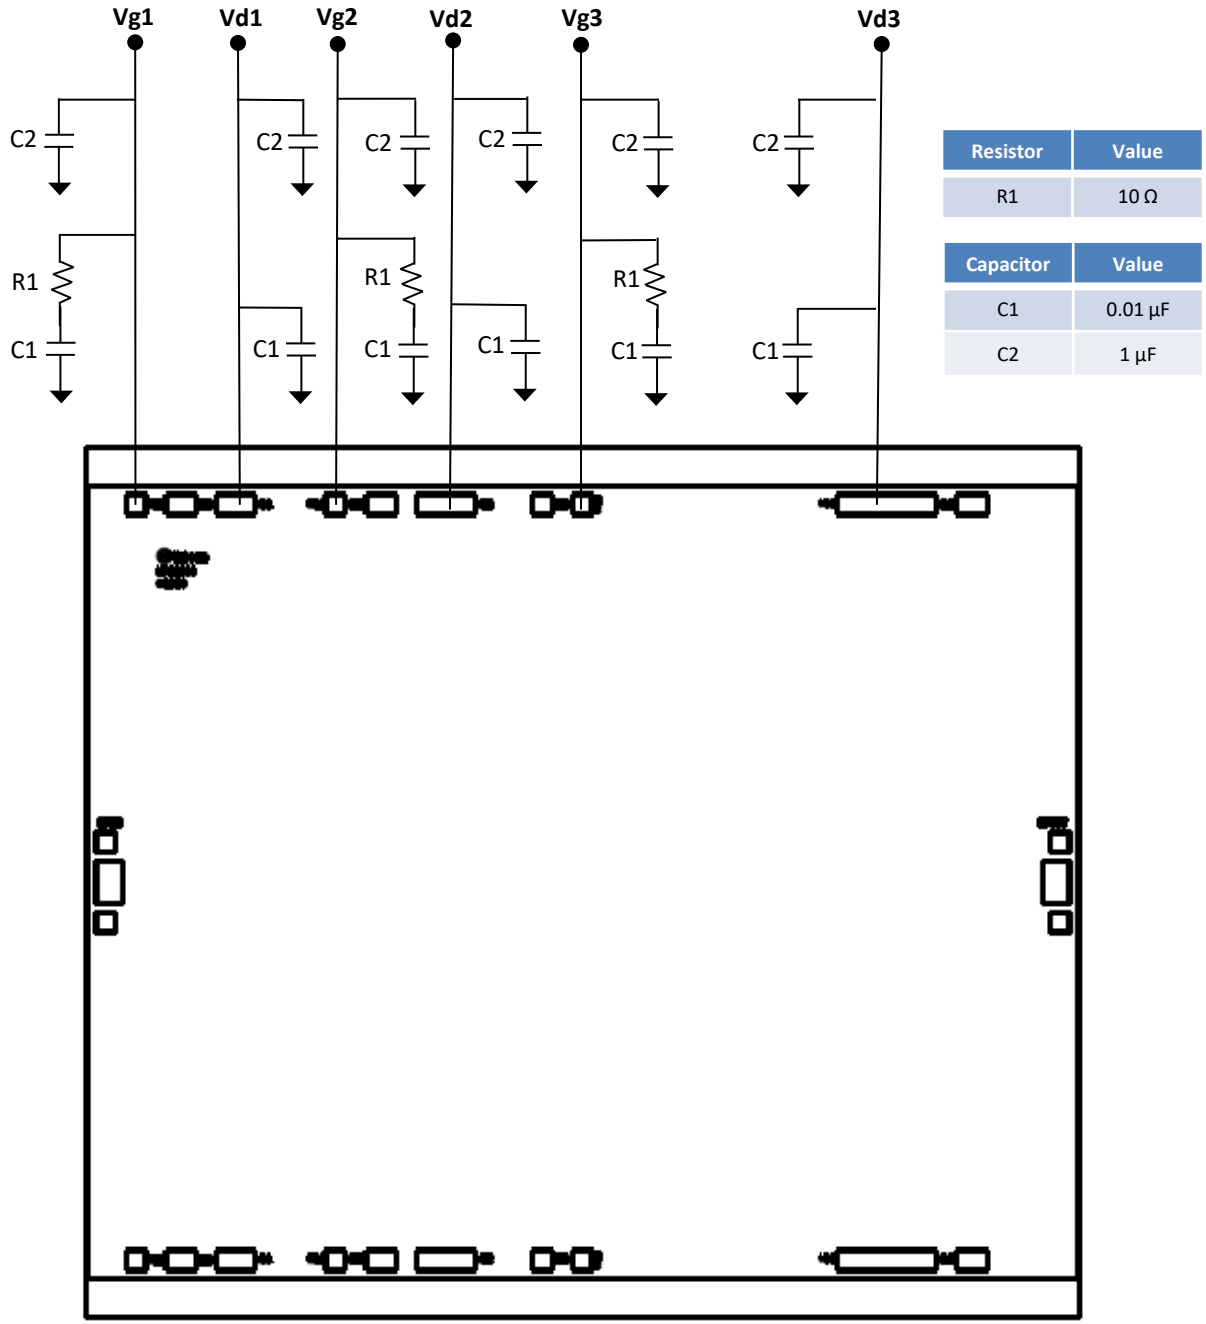 Vg1 Vd1 Vg2 Vd2 Vg3 Vd3
C2 C2 C2 C2 C2 C2
Resistor Value
R1 10 Ω
R1 R1 R1
Capacitor Value
C1 0.01 µF
C2 1 µF
C1 C1 C1 C1 C1 C1